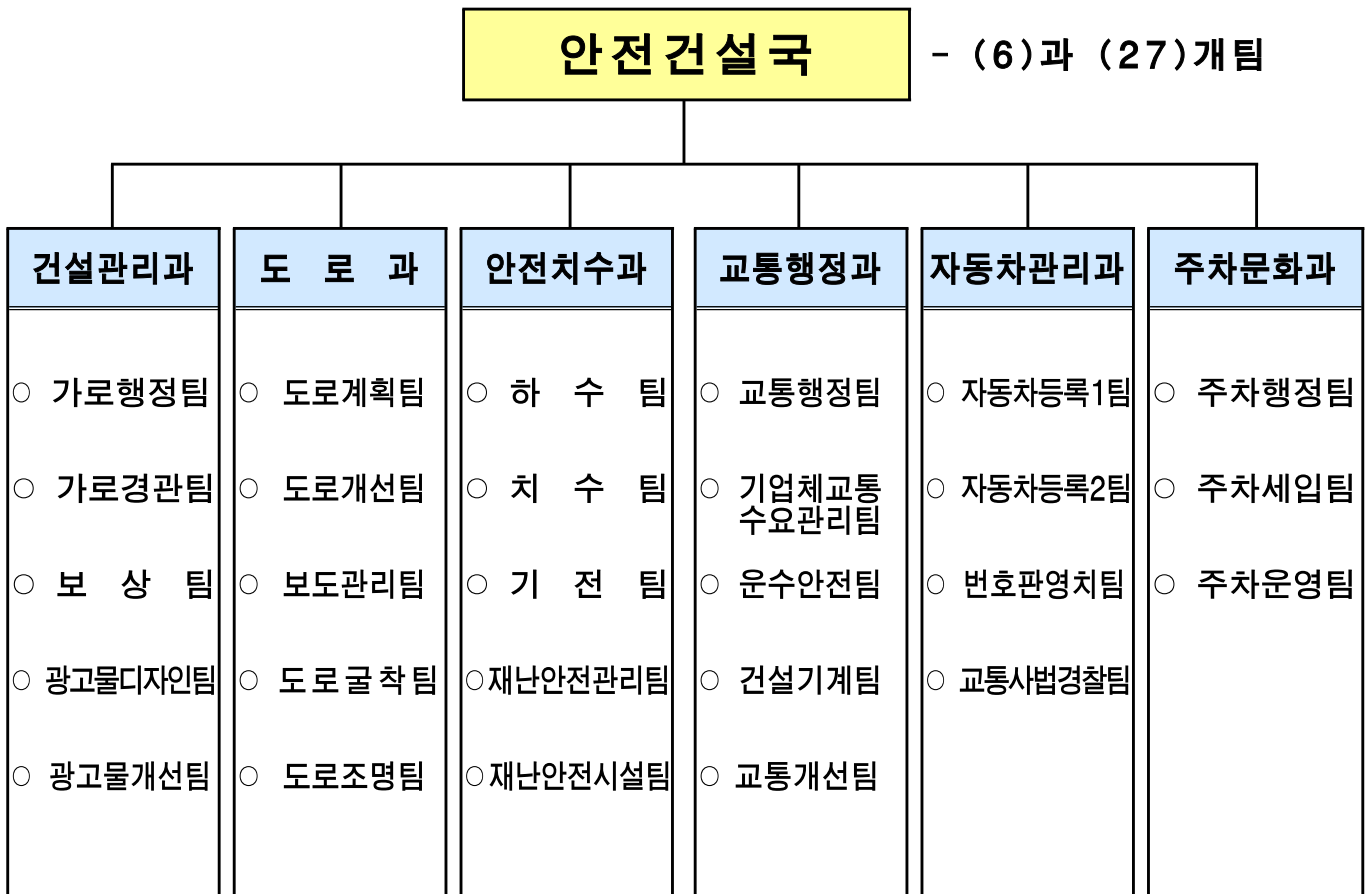 안전건설국
- (6)과 (27)개팀
건설관리과
○ 가로행정팀
○ 가로경관팀
○ 보 상 팀
○ 광고물디자인팀
○ 광고물개선팀
도 로 과
○ 도로계획팀
○ 도로개선팀
○ 보도관리팀
○ 도로굴착팀
○ 도로조명팀
안전치수과
○ 하 수 팀
○ 치 수 팀
○ 기 전 팀
○ 재난안전관리팀
○ 재난안전시설팀
교통행정과
○ 교통행정팀
○ 기업체교통
수요관리팀
○ 운수안전팀
○ 건설기계팀
○ 교통개선팀
자동차관리과
○ 자동차등록1팀
○ 자동차등록2팀
○ 번호판영치팀
○ 교통사법경찰팀
주차문화과
○ 주차행정팀
○ 주차세입팀
○ 주차운영팀